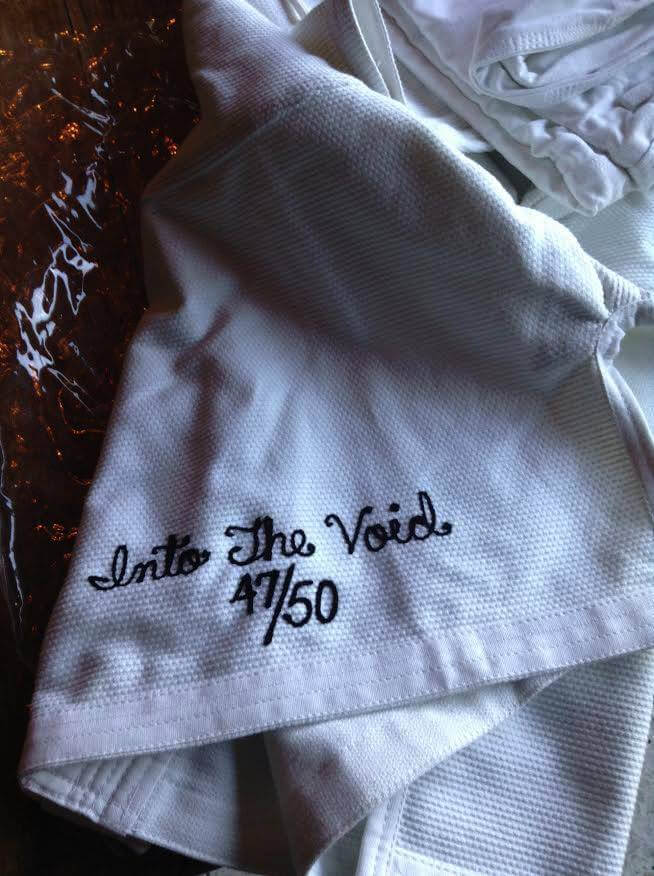 Into The Void
47/50